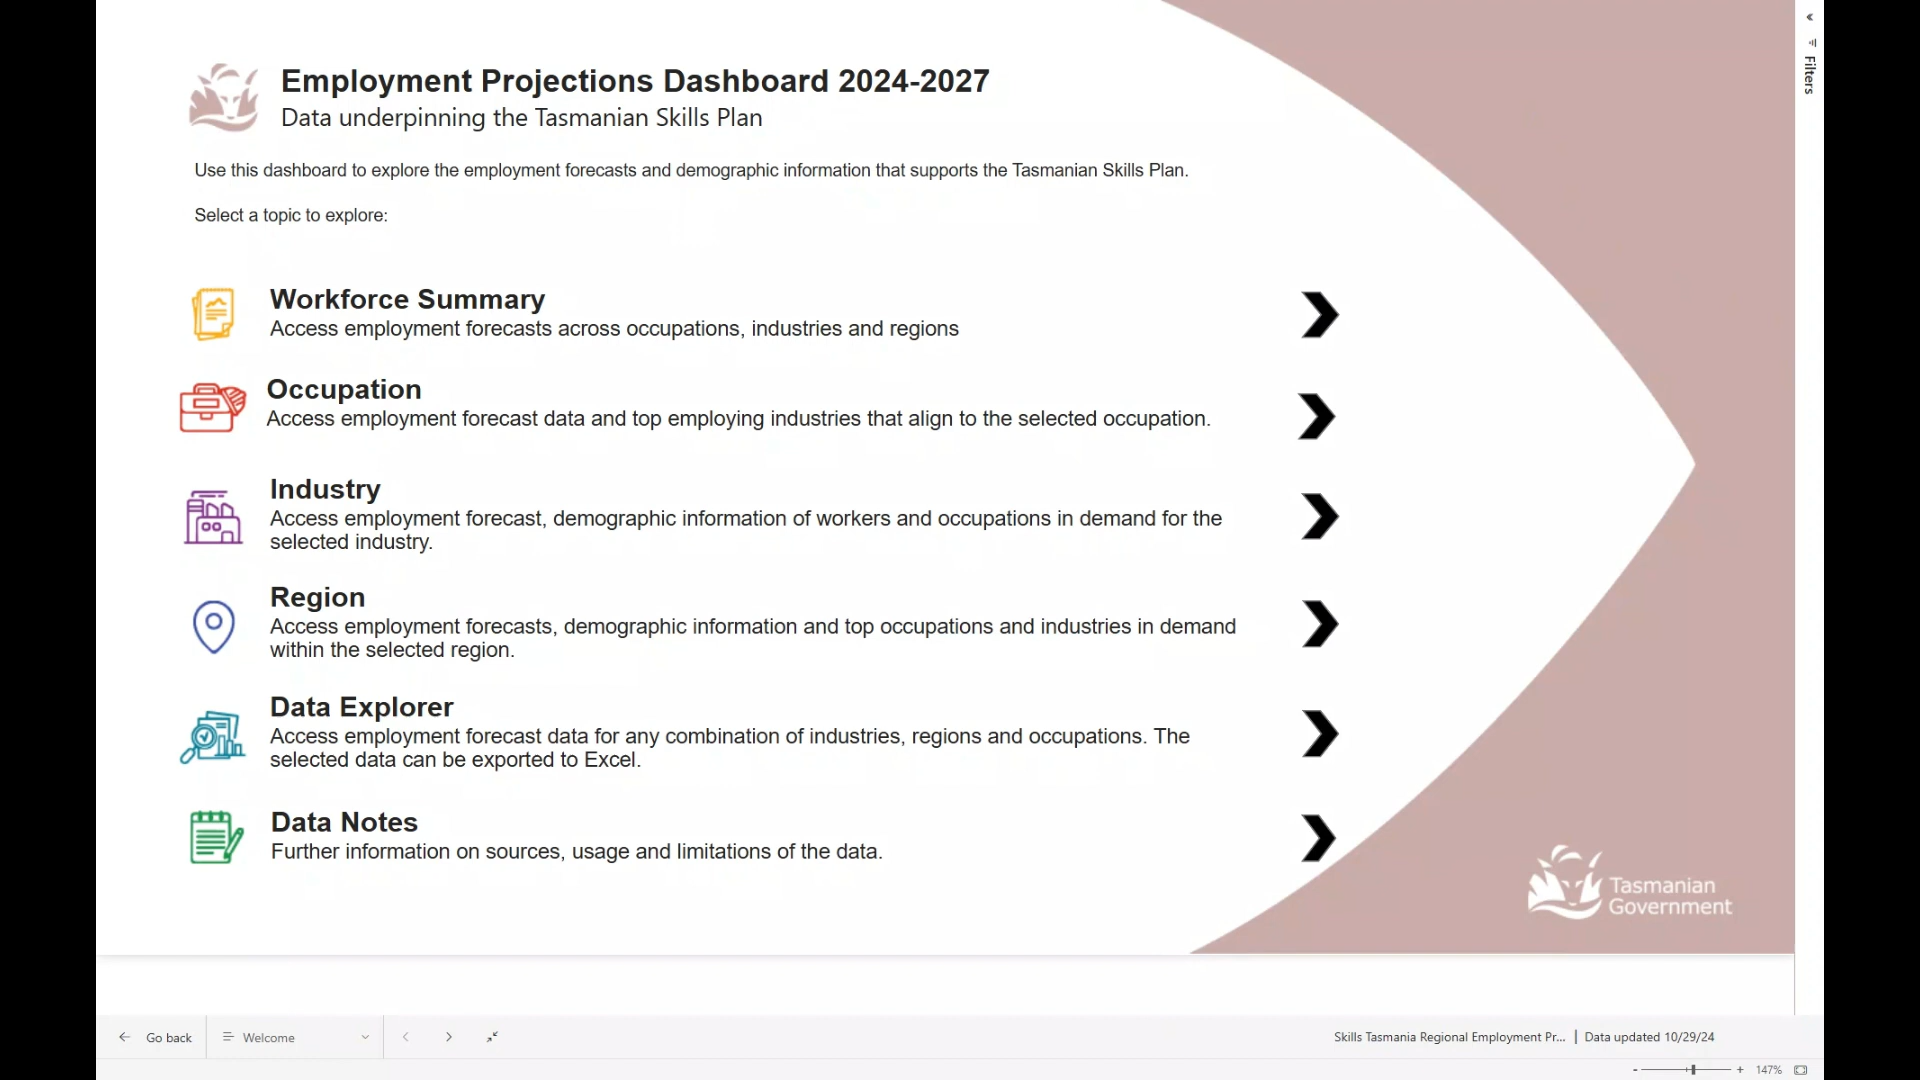 Filters
Employment Projections Dashboard 2024-2027
Data underpinning the Tasmanian Skills Plan
Use this dashboard to explore the employment forecasts and demographic information that supports the Tasmanian Skills Plan.
Select a topic to explore:
Workforce Summary
Access employment forecasts across occupations, industries and regions
Occupation
Access employment forecast data and top employing industries that align to the selected occupation.
Industry
Access employment forecast, demographic information of workers and occupations in demand for the
selected industry.
Region
Access employment forecasts, demographic information and top occupations and industries in demand
within the selected region.
Data Explorer
Access employment forecast data for any combination of industries, regions and occupations. The
selected data can be exported to Excel.
Data Notes
Further information on sources, usage and limitations of the data.
Tasmanian
Government
Go back
Welcome
Skills Tasmania Regional Employment Pr... | Data updated 10/29/24
- + 147%